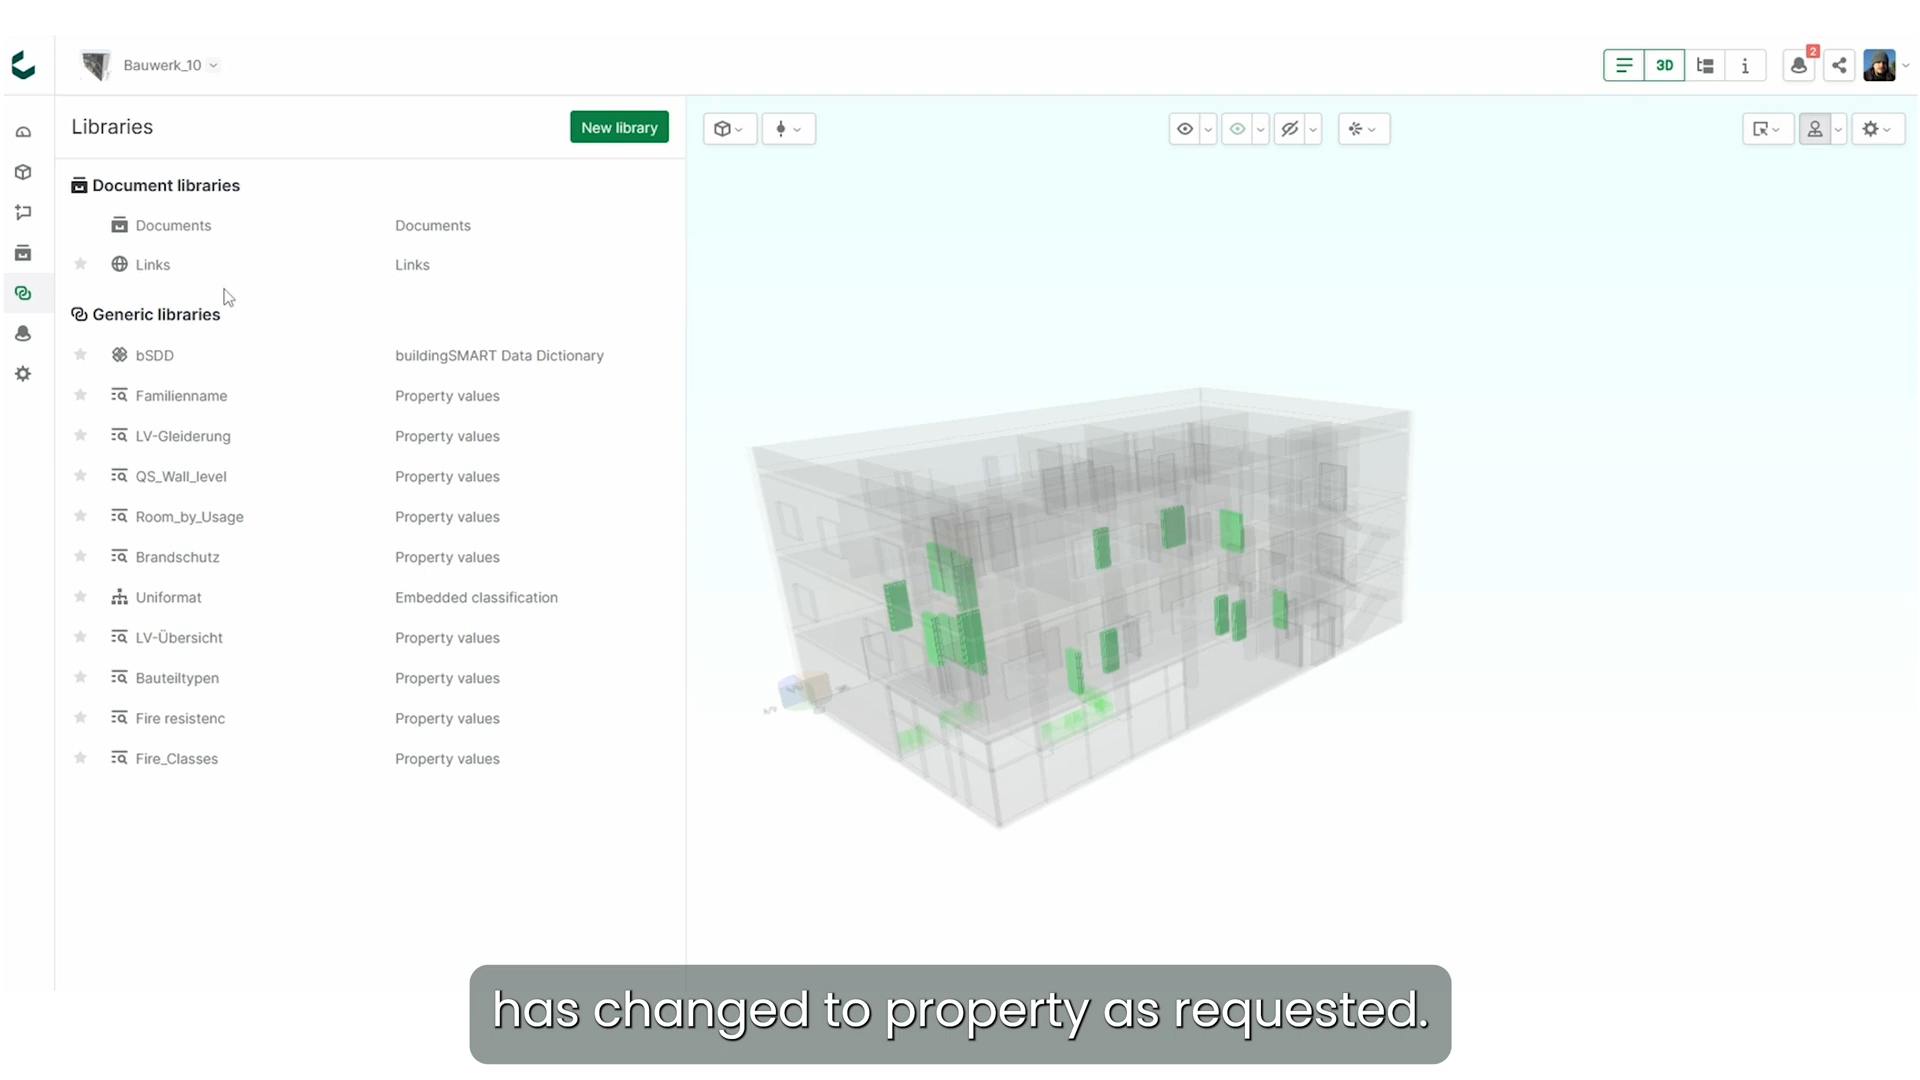 Bauwerk_10
3D
2
Libraries
New library
Document libraries
Documents Documents
Links Links
Generic libraries
bSDD buildingSMART Data Dictionary
Familienname Property values
LV-Gleiderung Property values
QS_Wall_level Property values
Room_by_Usage Property values
Brandschutz Property values
Uniformat Embedded classification
LV-Übersicht Property values
Bauteiltypen Property values
Fire resistenc Property values
Fire_Classes Property values
has changed to property as requested.